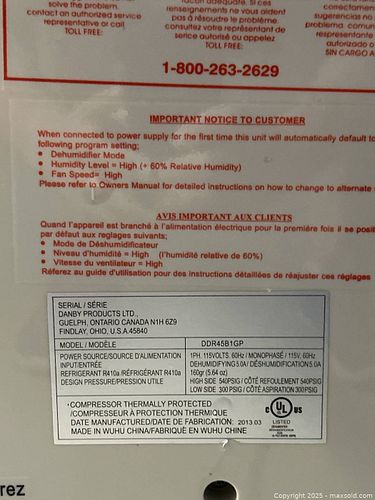 solve the problem,
contact an authorized service
representative or call
TOLL FREE:
adéquate. Si ces
renseignements ne vous aident
pas à résoudre le problème,
consultez votre représentant de
service autorisé ou appelez
TOLL FREE:
correctamen
sugerencias no
problema comun
respresentante
autorizado o
SIN CARGO A
1-800-263-2629
IMPORTANT NOTICE TO CUSTOMER
When connected to power supply for the first time this unit will automatically default to
following program setting;
• Dehumidifier Mode
• Humidity Level = High (+ 60% Relative Humidity)
• Fan Speed= High
Please refer to Owners Manual for detailed instructions on how to change to alternate
AVIS IMPORTANT AUX CLIENTS
Quand l'appareil est branché à l'alimentation électrique pour la première fois il se posit
par défaut aux reglages suivants;
• Mode de Déshumidificateur
• Niveau d'humidité = High (l'humidité relative de 60%)
• Vitesse du ventilateur = High
Réferez au guide d'utilisation pour des instructions détaillées de réajuster ces réglages
SERIAL / SÉRIE
DANBY PRODUCTS LTD.,
GUELPH, ONTARIO CANADA N1H 6Z9
FINDLAY, OHIO, U.S.A.45840
MODEL / MODÈLE DDR45B1GP
POWER SOURCE/SOURCE D'ALIMENTATION 1PH. 115VOLTS. 60Hz / MONOPHASÉ / 115V, 60Hz
INPUT/ENTRÉE DEHUMIDIFYING5.0A/ DÉSHUMIDIFICATION5.0A
REFRIGERANT R410a /RÉFRIGÉRANT R410a 160gr (5.64 oz)
DESIGN PRESSURE/PRESSION UTILE HIGH SIDE 540PSIG / CÔTÉ REFOULEMENT 540PSIG
LOW SIDE 300 PSIG / CÔTÉ ASPIRATION 300PSIG
*COMPRESSOR THERMALLY PROTECTED
/COMPRESSEUR À PROTECTION THERMIQUE
DATE MANUFACTURED/DATE DE FABRICATION: 2013.03
MADE IN WUHU CHINA/FABRIQUÉ EN WUHU CHINE
C UL US
LISTED
rez
Copyright 2025 - maxsold.com